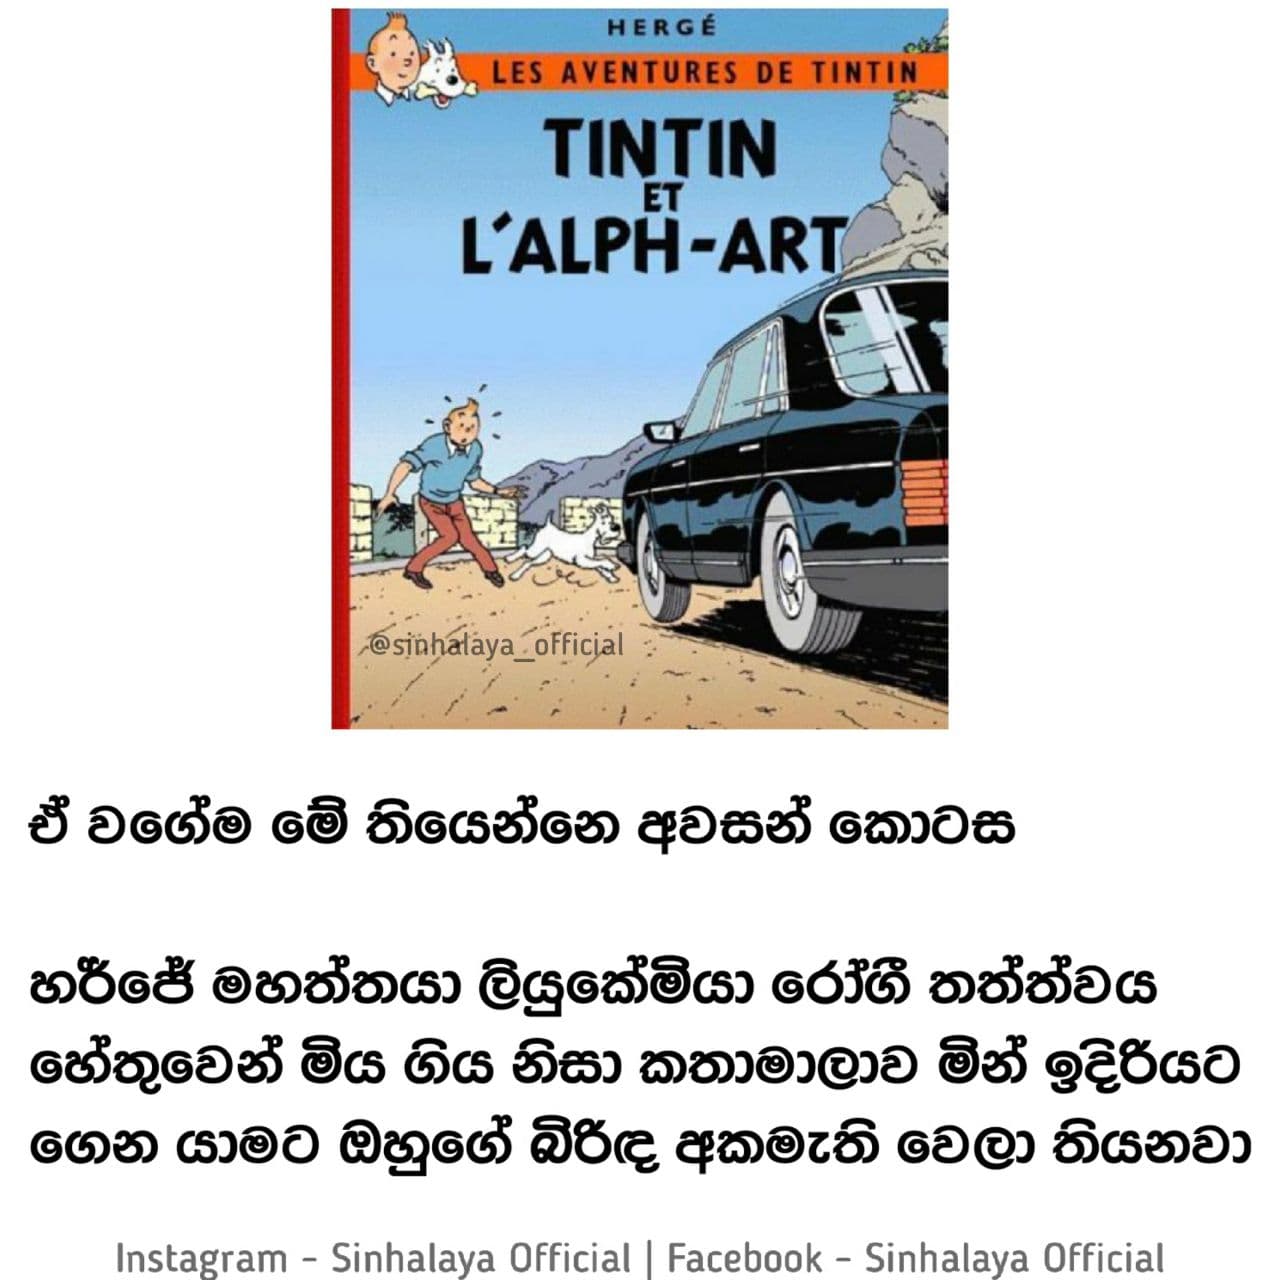 HERGÉ
LES AVENTURES DE TINTIN
TINTIN
ET
L'ALPH-ART
@sinhalaya_official
ඒ වගේම මේ තියෙන්නෙ අවසන් කොටස
හර්ජේ මහත්තයා ලියුකේමියා රෝගී තත්ත්වය
හේතුවෙන් මිය ගිය නිසා කතාමාලාව මින් ඉදිරියට
ගෙන යාමට ඔහුගේ බිරිඳ අකමැති වෙලා තියනවා
Instagram - Sinhalaya Official | Facebook - Sinhalaya Official